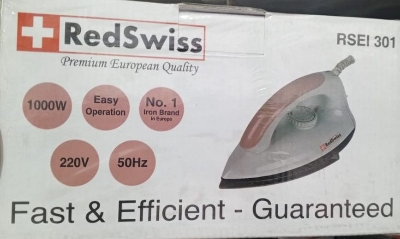 RedSwiss
Premium European Quality
RSEI 301
1000W
Easy
Operation
No. 1
Iron Brand
in Europe
220V
50Hz
RedSwiss
Fast & Efficient - Guaranteed